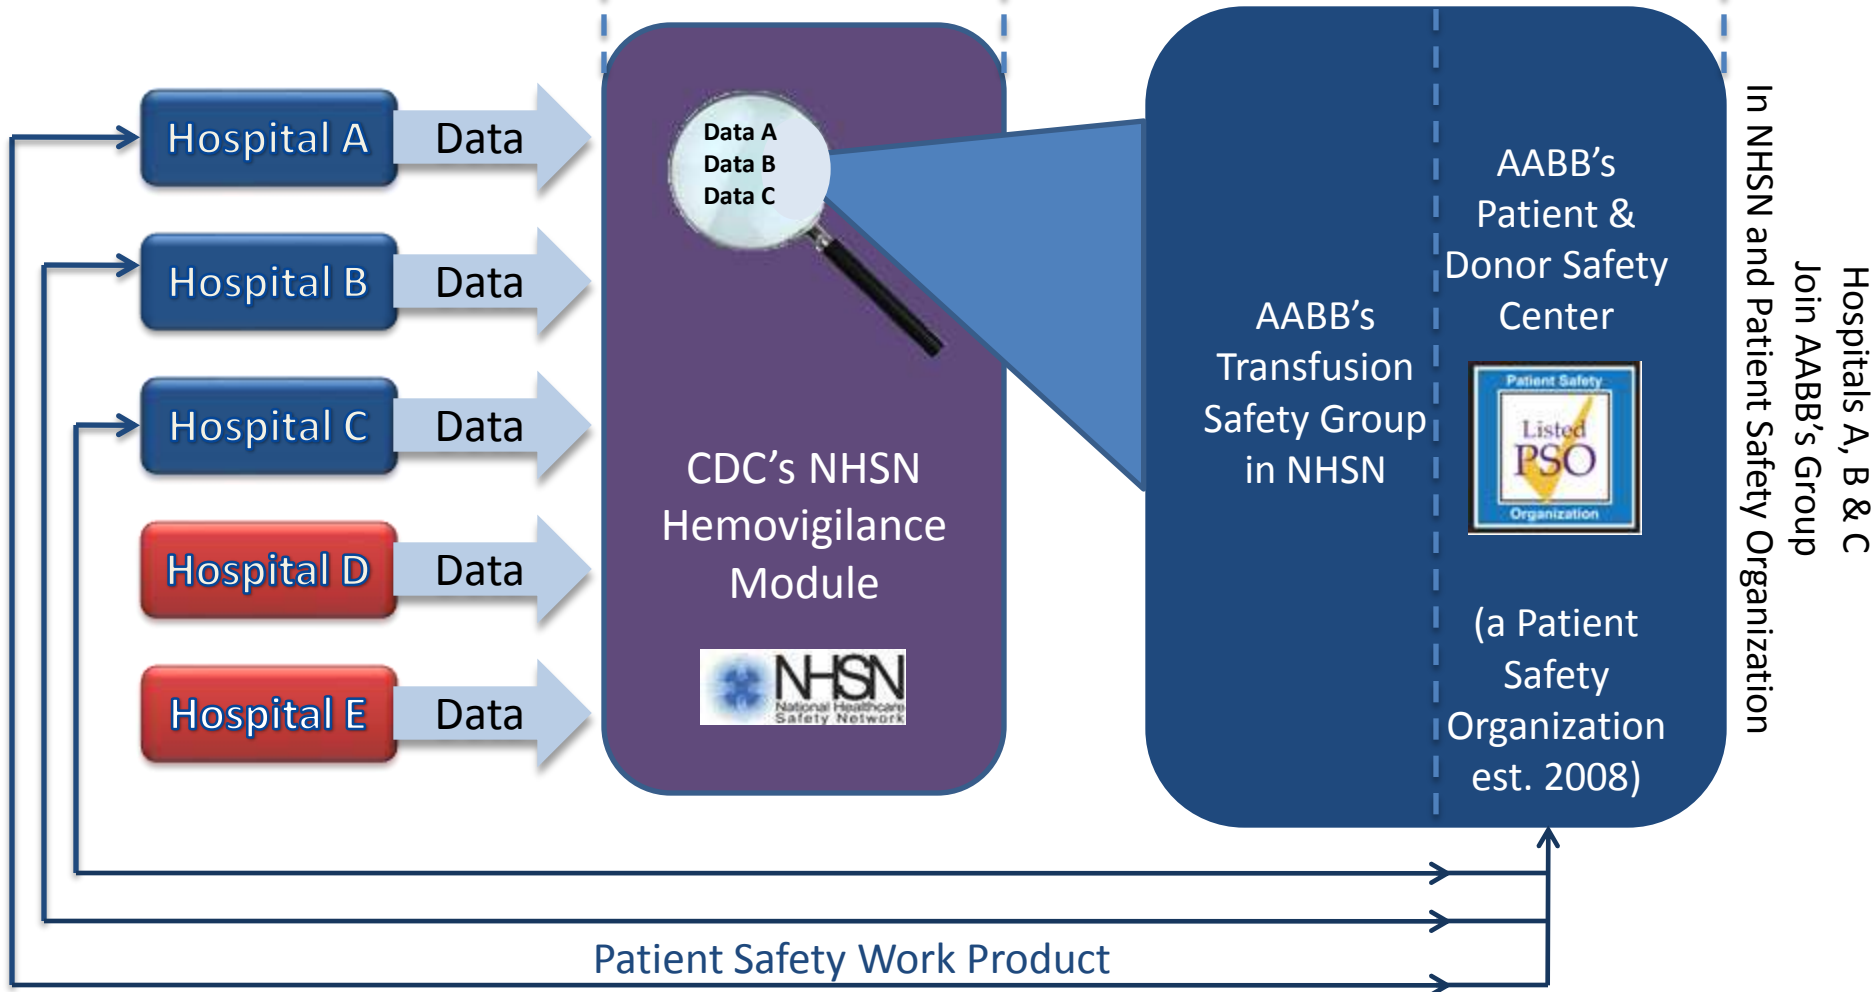 Hospital A
Data
Hospital B
Data
Hospital C
Data
Hospital D
Data
Hospital E
Data
Data A
Data B
Data C
CDC’s NHSN
Hemovigilance
Module
NHSN
National Healthcare
Safety Network
AABB’s
Transfusion
Safety Group
in NHSN
AABB’s
Patient &
Donor Safety
Center
Patient Safety
Listed
PSO
Organization
(a Patient
Safety
Organization
est. 2008)
Hospitals A, B & C
Join AABB’s Group
In NHSN and Patient Safety Organization
Patient Safety Work Product